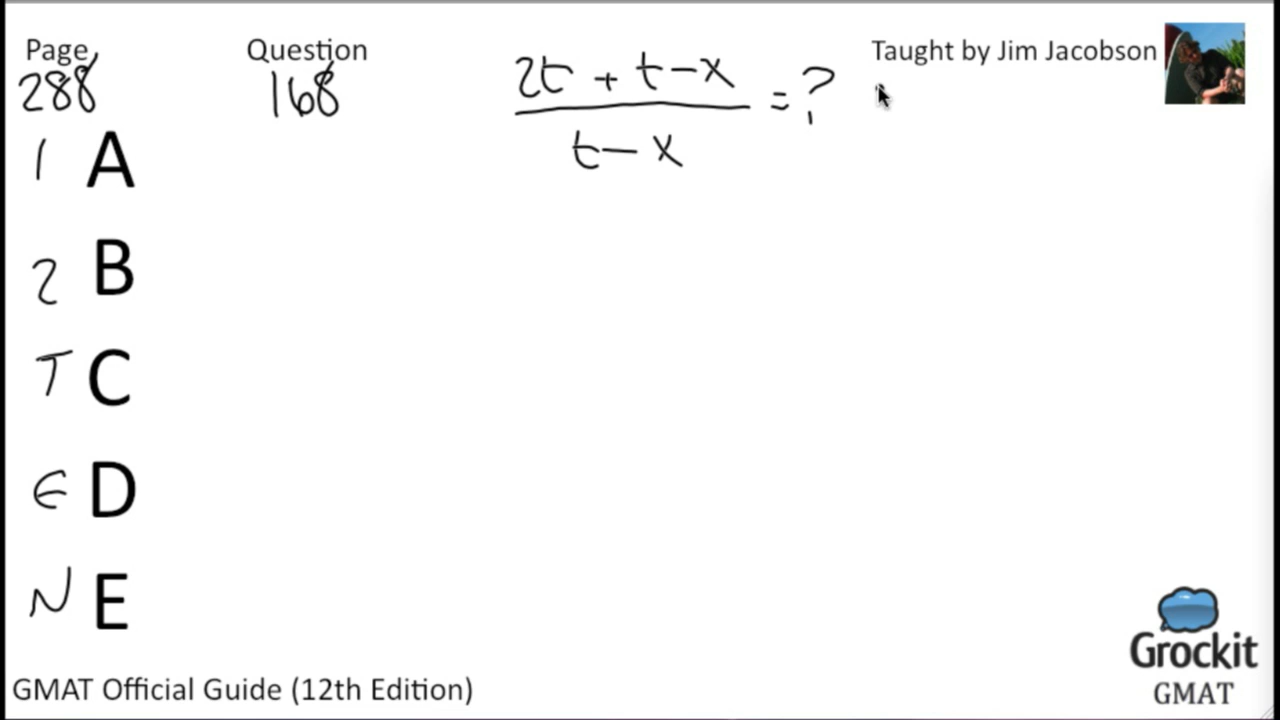 Page Question Taught by Jim Jacobson
288 168
2t + t-x
t-x
= ?
1 A
2 B
T C
E D
N E
GMAT Official Guide (12th Edition)
Grockit
GMAT